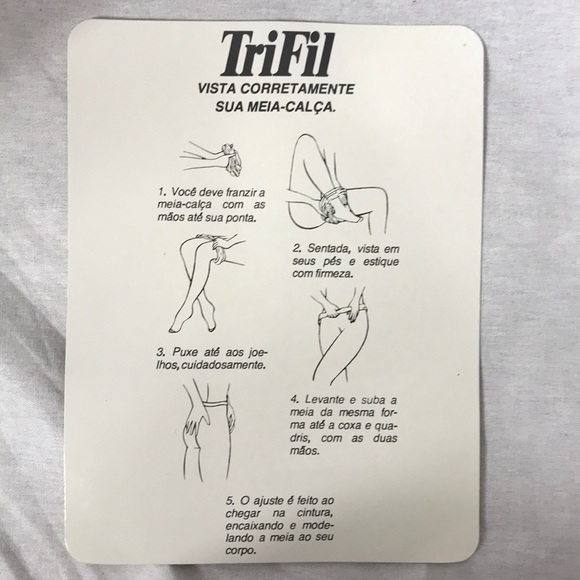 TriFil
VISTA CORRETAMENTE
SUA MEIA-CALÇA.
1. Você deve franzir a
meia-calça com as
mãos até sua ponta.
2. Sentada, vista em
seus pés e estique
com firmeza.
3. Puxe até aos joe-
lhos, cuidadosamente.
4. Levante e suba a
meia da mesma for-
ma até a coxa e qua-
dris, com as duas
mãos.
5. O ajuste é feito ao
chegar na cintura,
encaixando e mode-
lando a meia ao seu
corpo.